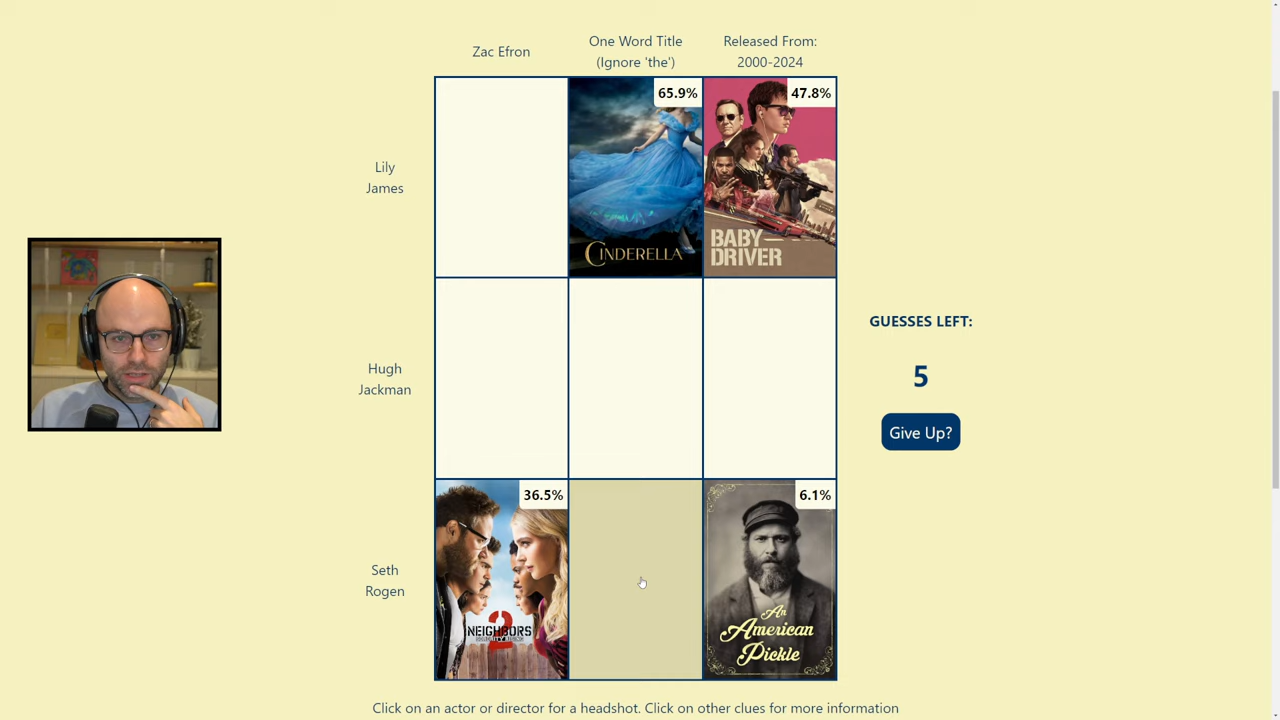 Zac Efron
One Word Title
(Ignore 'the')
Released From:
2000-2024
65.9%
47.8%
Lily
James
CINDERELLA
BABY
DRIVER
Hugh
Jackman
GUESSES LEFT:
5
Give Up?
36.5%
6.1%
Seth
Rogen
NEIGHBORS
2
An
American
Pickle
Click on an actor or director for a headshot. Click on other clues for more information